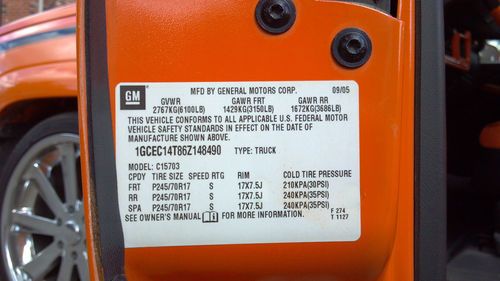 GM
MFD BY GENERAL MOTORS CORP. 09/05
GVWR GAWR FRT GAWR RR
2767KG(6100LB) 1429KG(3150LB) 1672KG(3686LB)
THIS VEHICLE CONFORMS TO ALL APPLICABLE U.S. FEDERAL MOTOR
VEHICLE SAFETY STANDARDS IN EFFECT ON THE DATE OF
MANUFACTURE SHOWN ABOVE.
1GCEC14T86Z148490 TYPE: TRUCK
MODEL: C15703
CPDY TIRE SIZE SPEED RTG RIM COLD TIRE PRESSURE
FRT P245/70R17 S 17X7.5J 210KPA(30PSI)
RR P245/70R17 S 17X7.5J 240KPA(35PSI)
SPA P245/70R17 S 17X7.5J 240KPA(35PSI)
SEE OWNER'S MANUAL FOR MORE INFORMATION.
F 274
T 1127